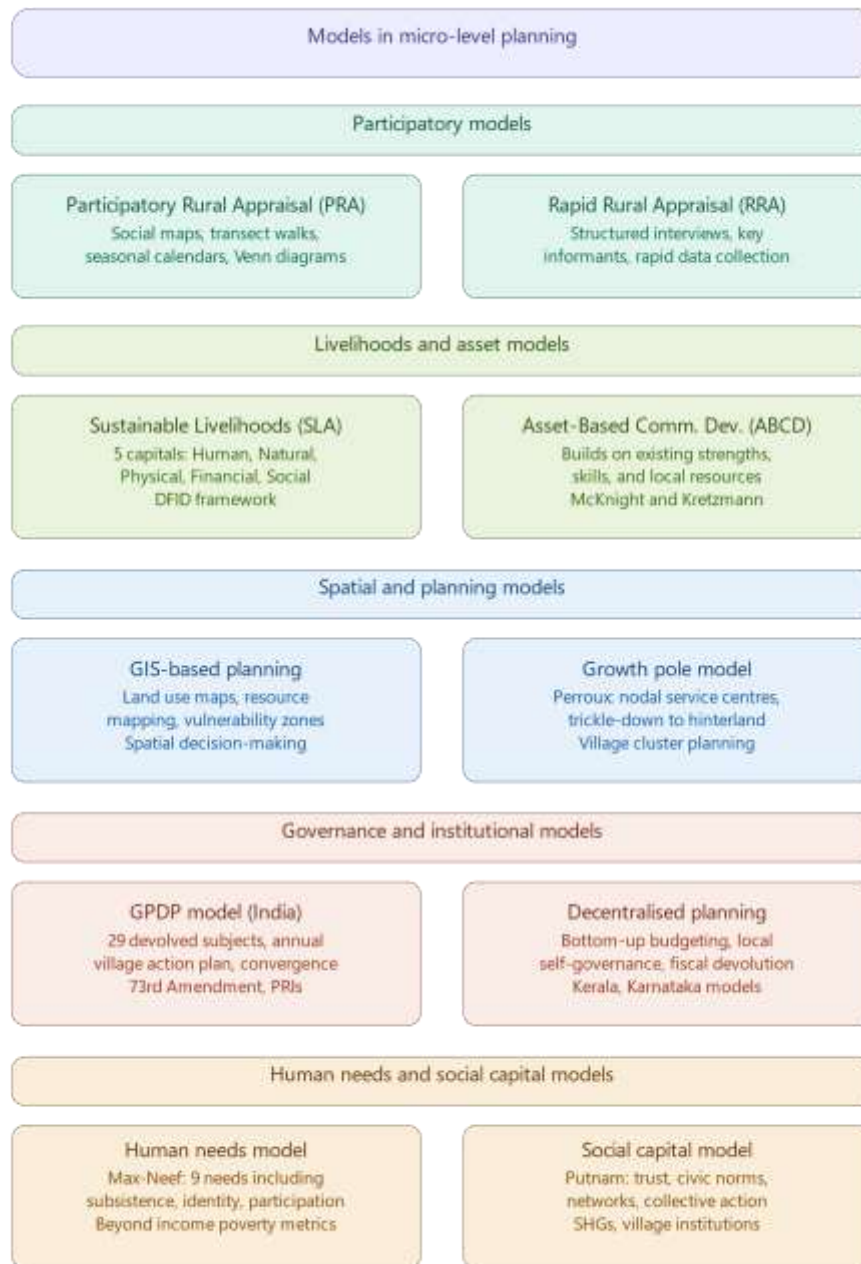 Models in micro-level planning
Participatory models
Participatory Rural Appraisal (PRA)
Social maps, transect walks,
seasonal calendars, Venn diagrams
Rapid Rural Appraisal (RRA)
Structured interviews, key
informants, rapid data collection
Livelihoods and asset models
Sustainable Livelihoods (SLA)
5 capitals: Human, Natural,
Physical, Financial, Social
DFID framework
Asset-Based Comm. Dev. (ABCD)
Builds on existing strengths,
skills, and local resources
McKnight and Kretzmann
Spatial and planning models
GIS-based planning
Land use maps, resource
mapping, vulnerability zones
Spatial decision-making
Growth pole model
Perroux: nodal service centres,
trickle-down to hinterland
Village cluster planning
Governance and institutional models
GPDP model (India)
29 devolved subjects, annual
village action plan, convergence
73rd Amendment, PRIs
Decentralised planning
Bottom-up budgeting, local
self-governance, fiscal devolution
Kerala, Karnataka models
Human needs and social capital models
Human needs model
Max-Neef: 9 needs including
subsistence, identity, participation
Beyond income poverty metrics
Social capital model
Putnam: trust, civic norms,
networks, collective action
SHGs, village institutions